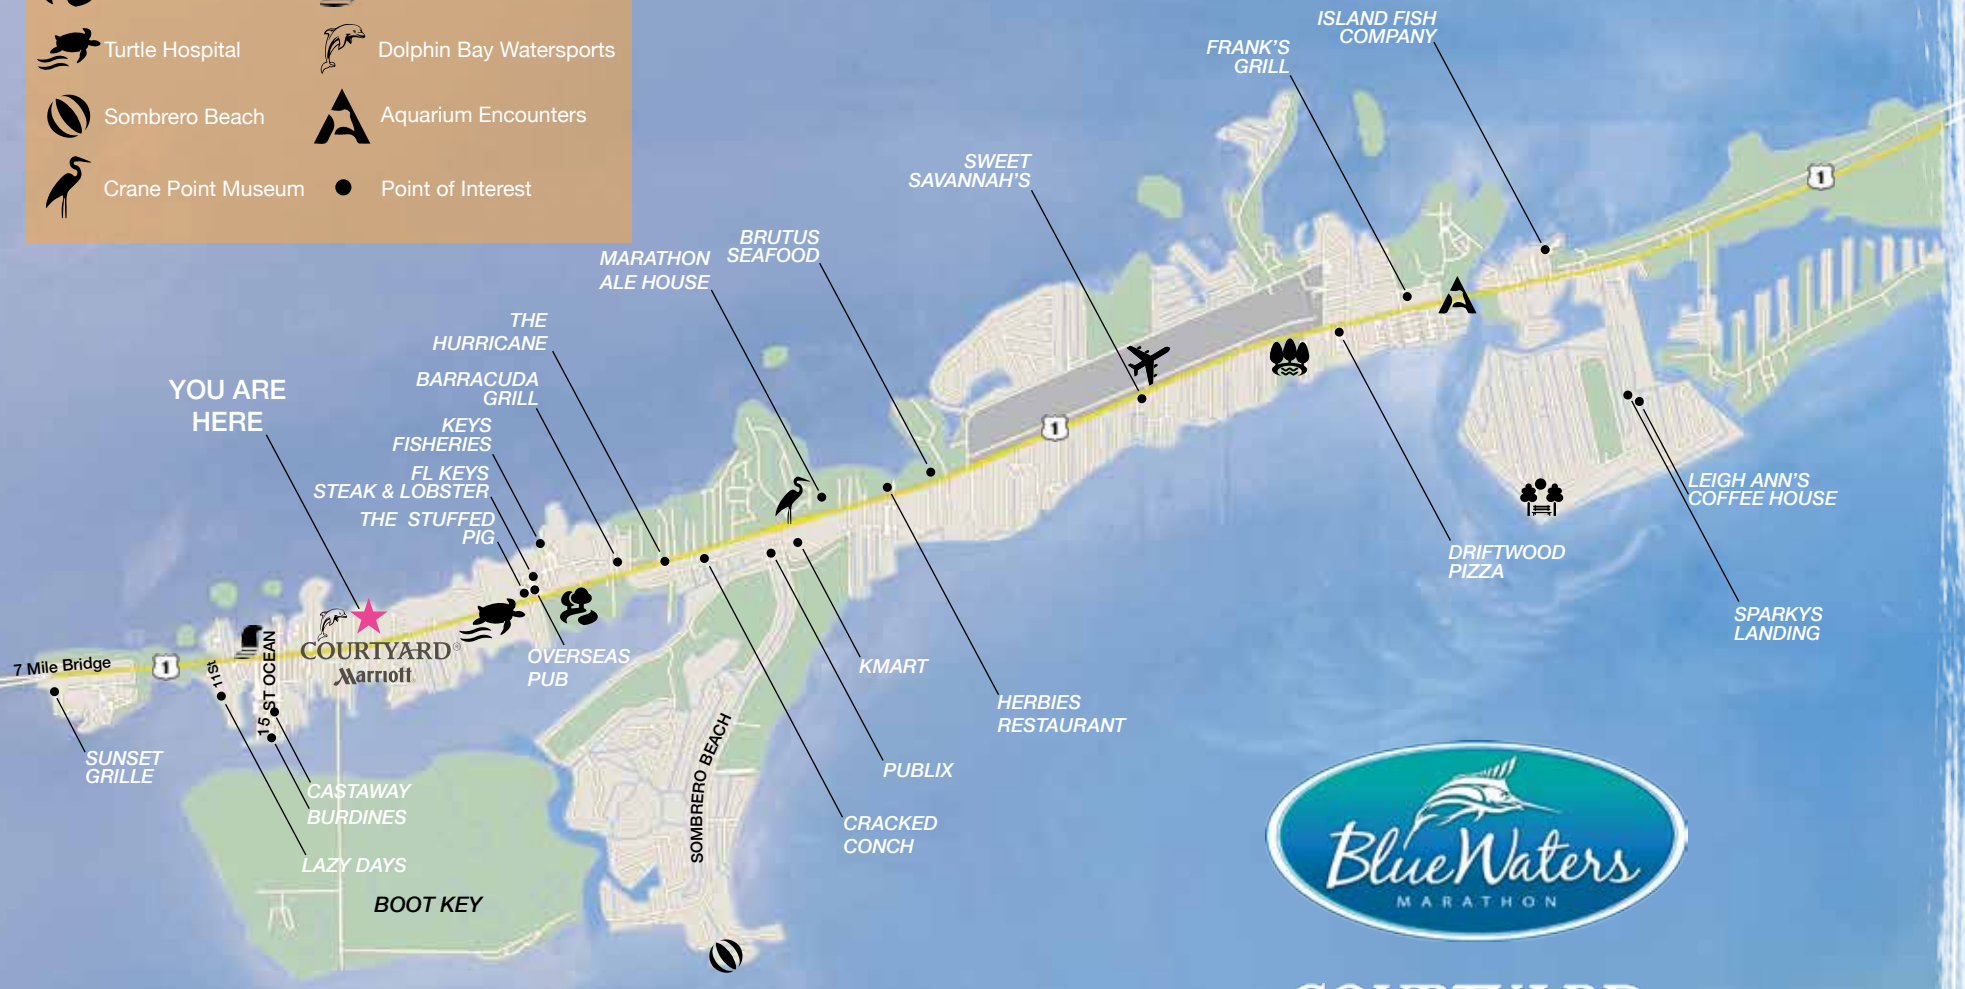 Turtle Hospital
Dolphin Bay Watersports
Sombrero Beach
Aquarium Encounters
Crane Point Museum
Point of Interest
ISLAND FISH
COMPANY
FRANK'S
GRILL
SWEET
SAVANNAH'S
BRUTUS
SEAFOOD
MARATHON
ALE HOUSE
THE
HURRICANE
BARRACUDA
GRILL
YOU ARE
HERE
KEYS
FISHERIES
FL KEYS
STEAK & LOBSTER
THE STUFFED
PIG
1
1
1
LEIGH ANN'S
COFFEE HOUSE
DRIFTWOOD
PIZZA
SPARKYS
LANDING
7 Mile Bridge
11st
15 ST OCEAN
COURTYARD®
Marriott
OVERSEAS
PUB
KMART
HERBIES
RESTAURANT
SUNSET
GRILLE
CASTAWAY
BURDINES
LAZY DAYS
PUBLIX
CRACKED
CONCH
SOMBRERO BEACH
BOOT KEY
BlueWaters
MARATHON
COURTYARD